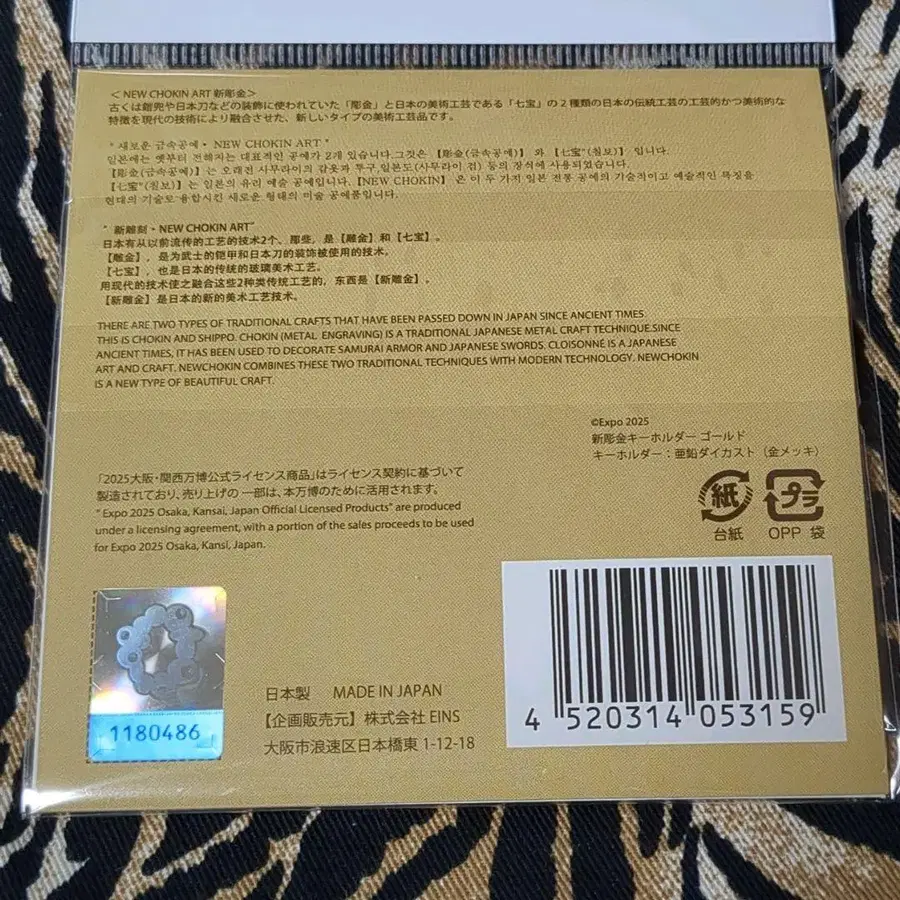 ＜NEW CHOKIN ART 新彫金＞
古くは鎧兜や日本刀などの装飾に使われていた「彫金」と日本の美術工芸である「七宝」の２種類の日本の伝統工芸の工芸的かつ美術的な
特徴を現代の技術により融合させた、新しいタイプの美術工芸品です。
" 새로운 금속공예・ NEW CHOKIN ART "
일본에는 옛부터 전해지는 대표적인 공예가 2개 있습니다.그것은 【彫金(금속공예)】 와 【七宝"(칠보)】 입니다.
【彫金(금속공예)】는 오래전 사무라이의 갑옷과 투구,일본도(사무라이 검) 등의 장식에 사용되었습니다.
【七宝"(칠보)】는 일본의 유리 예술 공예입니다.【NEW CHOKIN】 은 이 두 가지 일본 전통 공예의 기술적이고 예술적인 특징을
현대의 기술로 융합시킨 새로운 형태의 미술 공예품입니다.
" 新雕刻・NEW CHOKIN ART"
日本有从以前流传的工艺的技术2个、那些，是【雕金】和【七宝】。
【雕金】，是为武士的铠甲和日本刀的装饰被使用的技术，
【七宝】，也是日本的传统的玻璃美术工艺。
用现代的技术使之融合这些2种类传统工艺的，东西是【新雕金】。
【新雕金】是日本的新的美术工艺技术。
THERE ARE TWO TYPES OF TRADITIONAL CRAFTS THAT HAVE BEEN PASSED DOWN IN JAPAN SINCE ANCIENT TIMES.
THIS IS CHOKIN AND SHIPPO. CHOKIN (METAL ENGRAVING) IS A TRADITIONAL JAPANESE METAL CRAFT TECHNIQUE.SINCE
ANCIENT TIMES, IT HAS BEEN USED TO DECORATE SAMURAI ARMOR AND JAPANESE SWORDS. CLOISONNÉ IS A JAPANESE
ART AND CRAFT. NEWCHOKIN COMBINES THESE TWO TRADITIONAL TECHNIQUES WITH MODERN TECHNOLOGY. NEWCHOKIN
IS A NEW TYPE OF BEAUTIFUL CRAFT.
©Expo 2025
新彫金キーホルダー ゴールド
キーホルダー：亜鉛ダイカスト（金メッキ）
「2025大阪・関西万博公式ライセンス商品」はライセンス契約に基づいて
製造されており、売り上げの 一部は、本万博のために活用されます。
" Expo 2025 Osaka, Kansai, Japan Official Licensed Products" are produced
under a licensing agreement, with a portion of the sales proceeds to be used
for Expo 2025 Osaka, Kansi, Japan.
紙 プラ
台紙 OPP 袋
1180486
日本製 MADE IN JAPAN
【企画販売元】株式会社 EINS
大阪市浪速区日本橋東 1-12-18
4 520314 053159